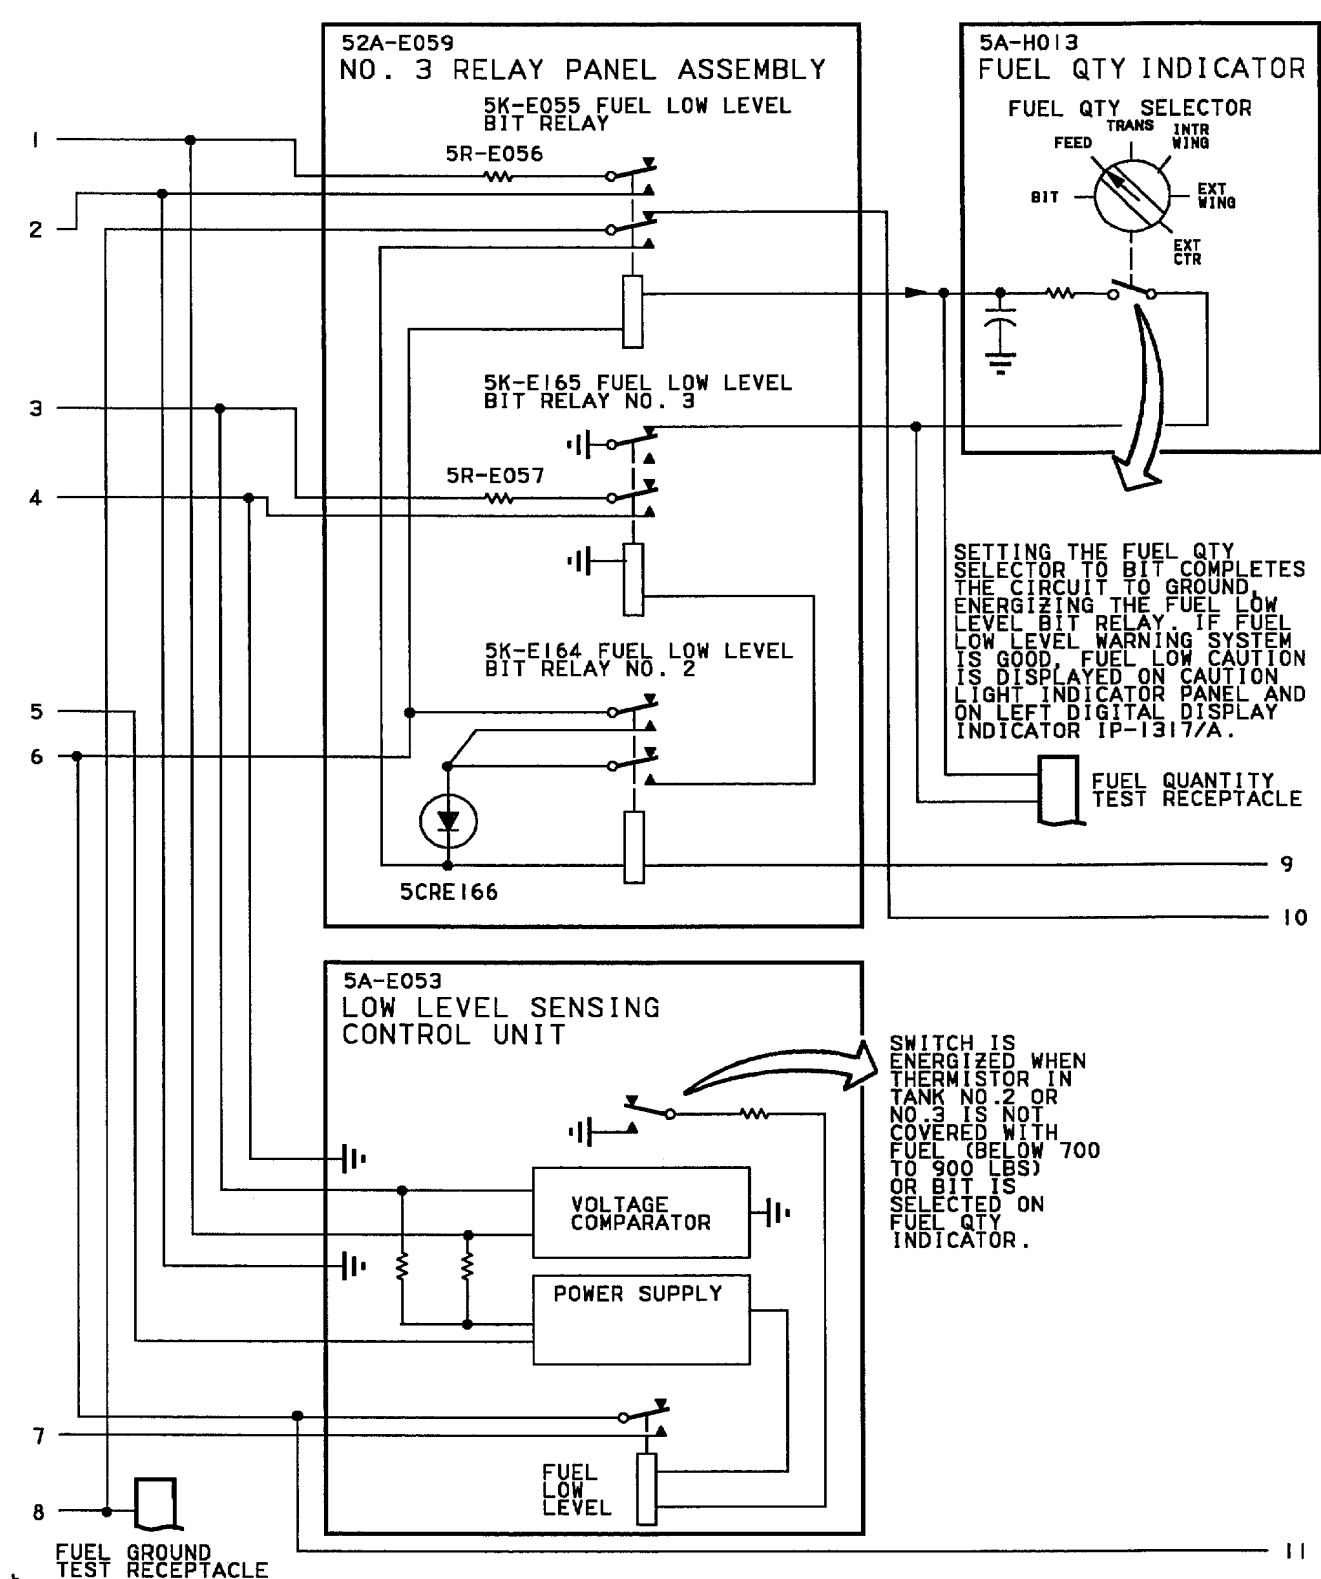 52A-E059
NO. 3 RELAY PANEL ASSEMBLY
5K-E055 FUEL LOW LEVEL
BIT RELAY
5R-E056
5A-H013
FUEL QTY INDICATOR
FUEL QTY SELECTOR
TRANS
INTR
WING
FEED
BIT
EXT
WING
EXT
CTR
1
2
5K-E165 FUEL LOW LEVEL
BIT RELAY NO. 3
3
5R-E057
4
SETTING THE FUEL QTY
SELECTOR TO BIT COMPLETES
THE CIRCUIT TO GROUND,
ENERGIZING THE FUEL LOW
LEVEL BIT RELAY. IF FUEL
LOW LEVEL WARNING SYSTEM
IS GOOD, FUEL LOW CAUTION
IS DISPLAYED ON CAUTION
LIGHT INDICATOR PANEL AND
ON LEFT DIGITAL DISPLAY
INDICATOR IP-1317/A.
5K-E164 FUEL LOW LEVEL
BIT RELAY NO. 2
5
6
FUEL QUANTITY
TEST RECEPTACLE
5CRE166
9
10
5A-E053
LOW LEVEL SENSING
CONTROL UNIT
SWITCH IS
ENERGIZED WHEN
THERMISTOR IN
TANK NO.2 OR
NO.3 IS NOT
COVERED WITH
FUEL (BELOW 700
TO 900 LBS)
OR BIT IS
SELECTED ON
FUEL QTY
INDICATOR.
VOLTAGE
COMPARATOR
POWER SUPPLY
7
FUEL
LOW
LEVEL
8
FUEL GROUND
TEST RECEPTACLE
11